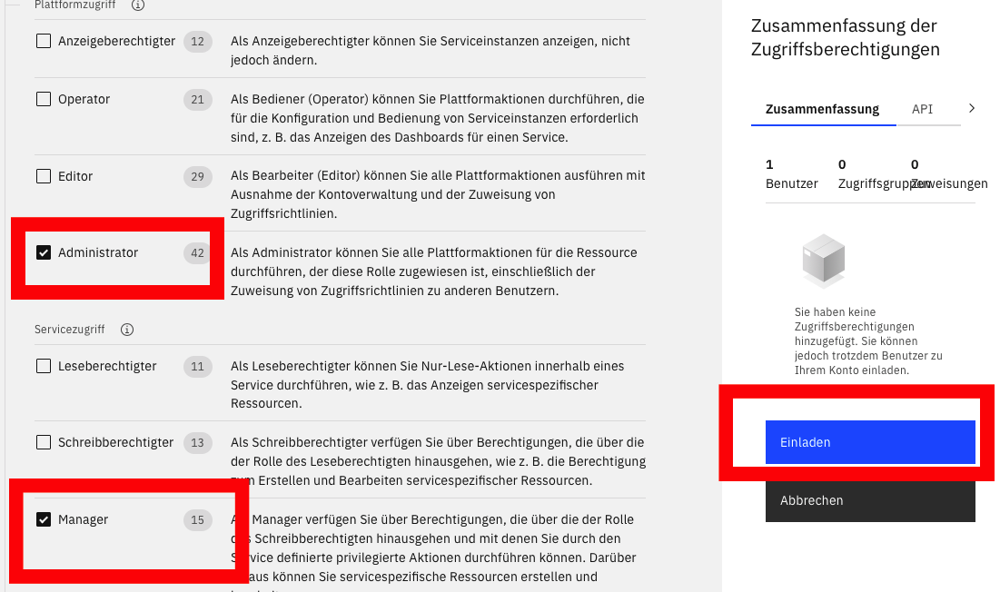 Plattformzugriff
Anzeigeberechtigter 12 Als Anzeigeberechtigter können Sie Serviceinstanzen anzeigen, nicht
jedoch ändern.
Operator 21 Als Bediener (Operator) können Sie Plattformaktionen durchführen, die
für die Konfiguration und Bedienung von Serviceinstanzen erforderlich
sind, z. B. das Anzeigen des Dashboards für einen Service.
Editor 29 Als Bearbeiter (Editor) können Sie alle Plattformaktionen ausführen mit
Ausnahme der Kontoverwaltung und der Zuweisung von
Zugriffsrichtlinien.
Administrator 42 Als Administrator können Sie alle Plattformaktionen für die Ressource
durchführen, der diese Rolle zugewiesen ist, einschließlich der
Zuweisung von Zugriffsrichtlinien zu anderen Benutzern.
Servicezugriff
Leseberechtigter 11 Als Leseberechtigter können Sie Nur-Lese-Aktionen innerhalb eines
Service durchführen, wie z. B. das Anzeigen servicespezifischer
Ressourcen.
Schreibberechtigter 13 Als Schreibberechtigter verfügen Sie über Berechtigungen, die über die
der Rolle des Leseberechtigten hinausgehen, wie z. B. die Berechtigung
zum Erstellen und Bearbeiten servicespezifischer Ressourcen.
Manager 15 Als Manager verfügen Sie über Berechtigungen, die über die der Rolle
des Schreibberechtigten hinausgehen und mit denen Sie durch den
Service definierte privilegierte Aktionen durchführen können. Darüber
hinaus können Sie servicespezifische Ressourcen erstellen und
Zusammenfassung der
Zugriffsberechtigungen
Zusammenfassung API
1 0 0
Benutzer Zugriffsgruppen Zuweisungen
Sie haben keine
Zugriffsberechtigungen
hinzugefügt. Sie können
jedoch trotzdem Benutzer zu
Ihrem Konto einladen.
Einladen
Abbrechen